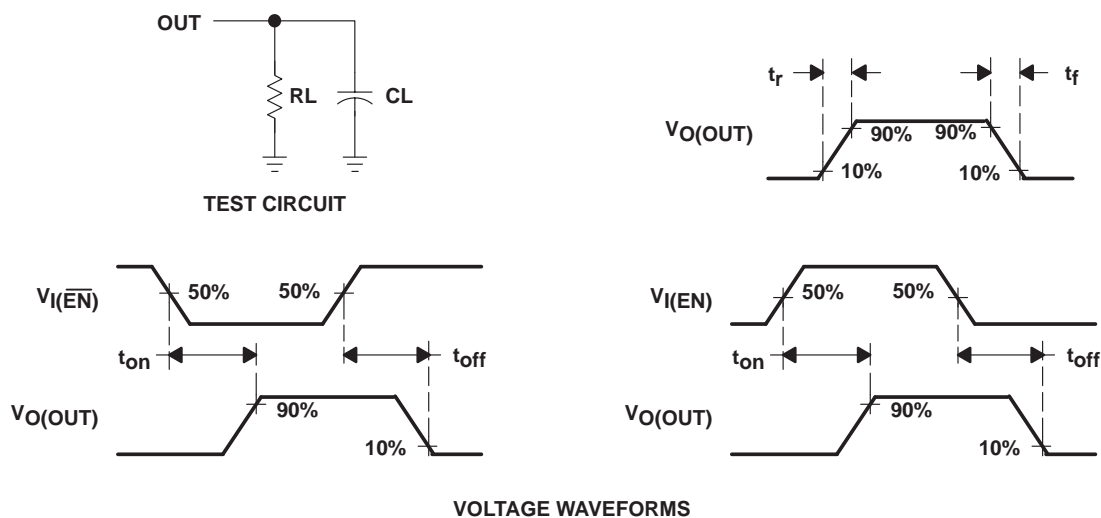 OUT
RL CL
TEST CIRCUIT
tr tf
VO(OUT)
90% 90%
10% 10%
VI(E̅N̅)
50% 50%
ton toff
VO(OUT)
90%
10%
VI(EN)
50% 50%
ton toff
VO(OUT)
90%
10%
VOLTAGE WAVEFORMS